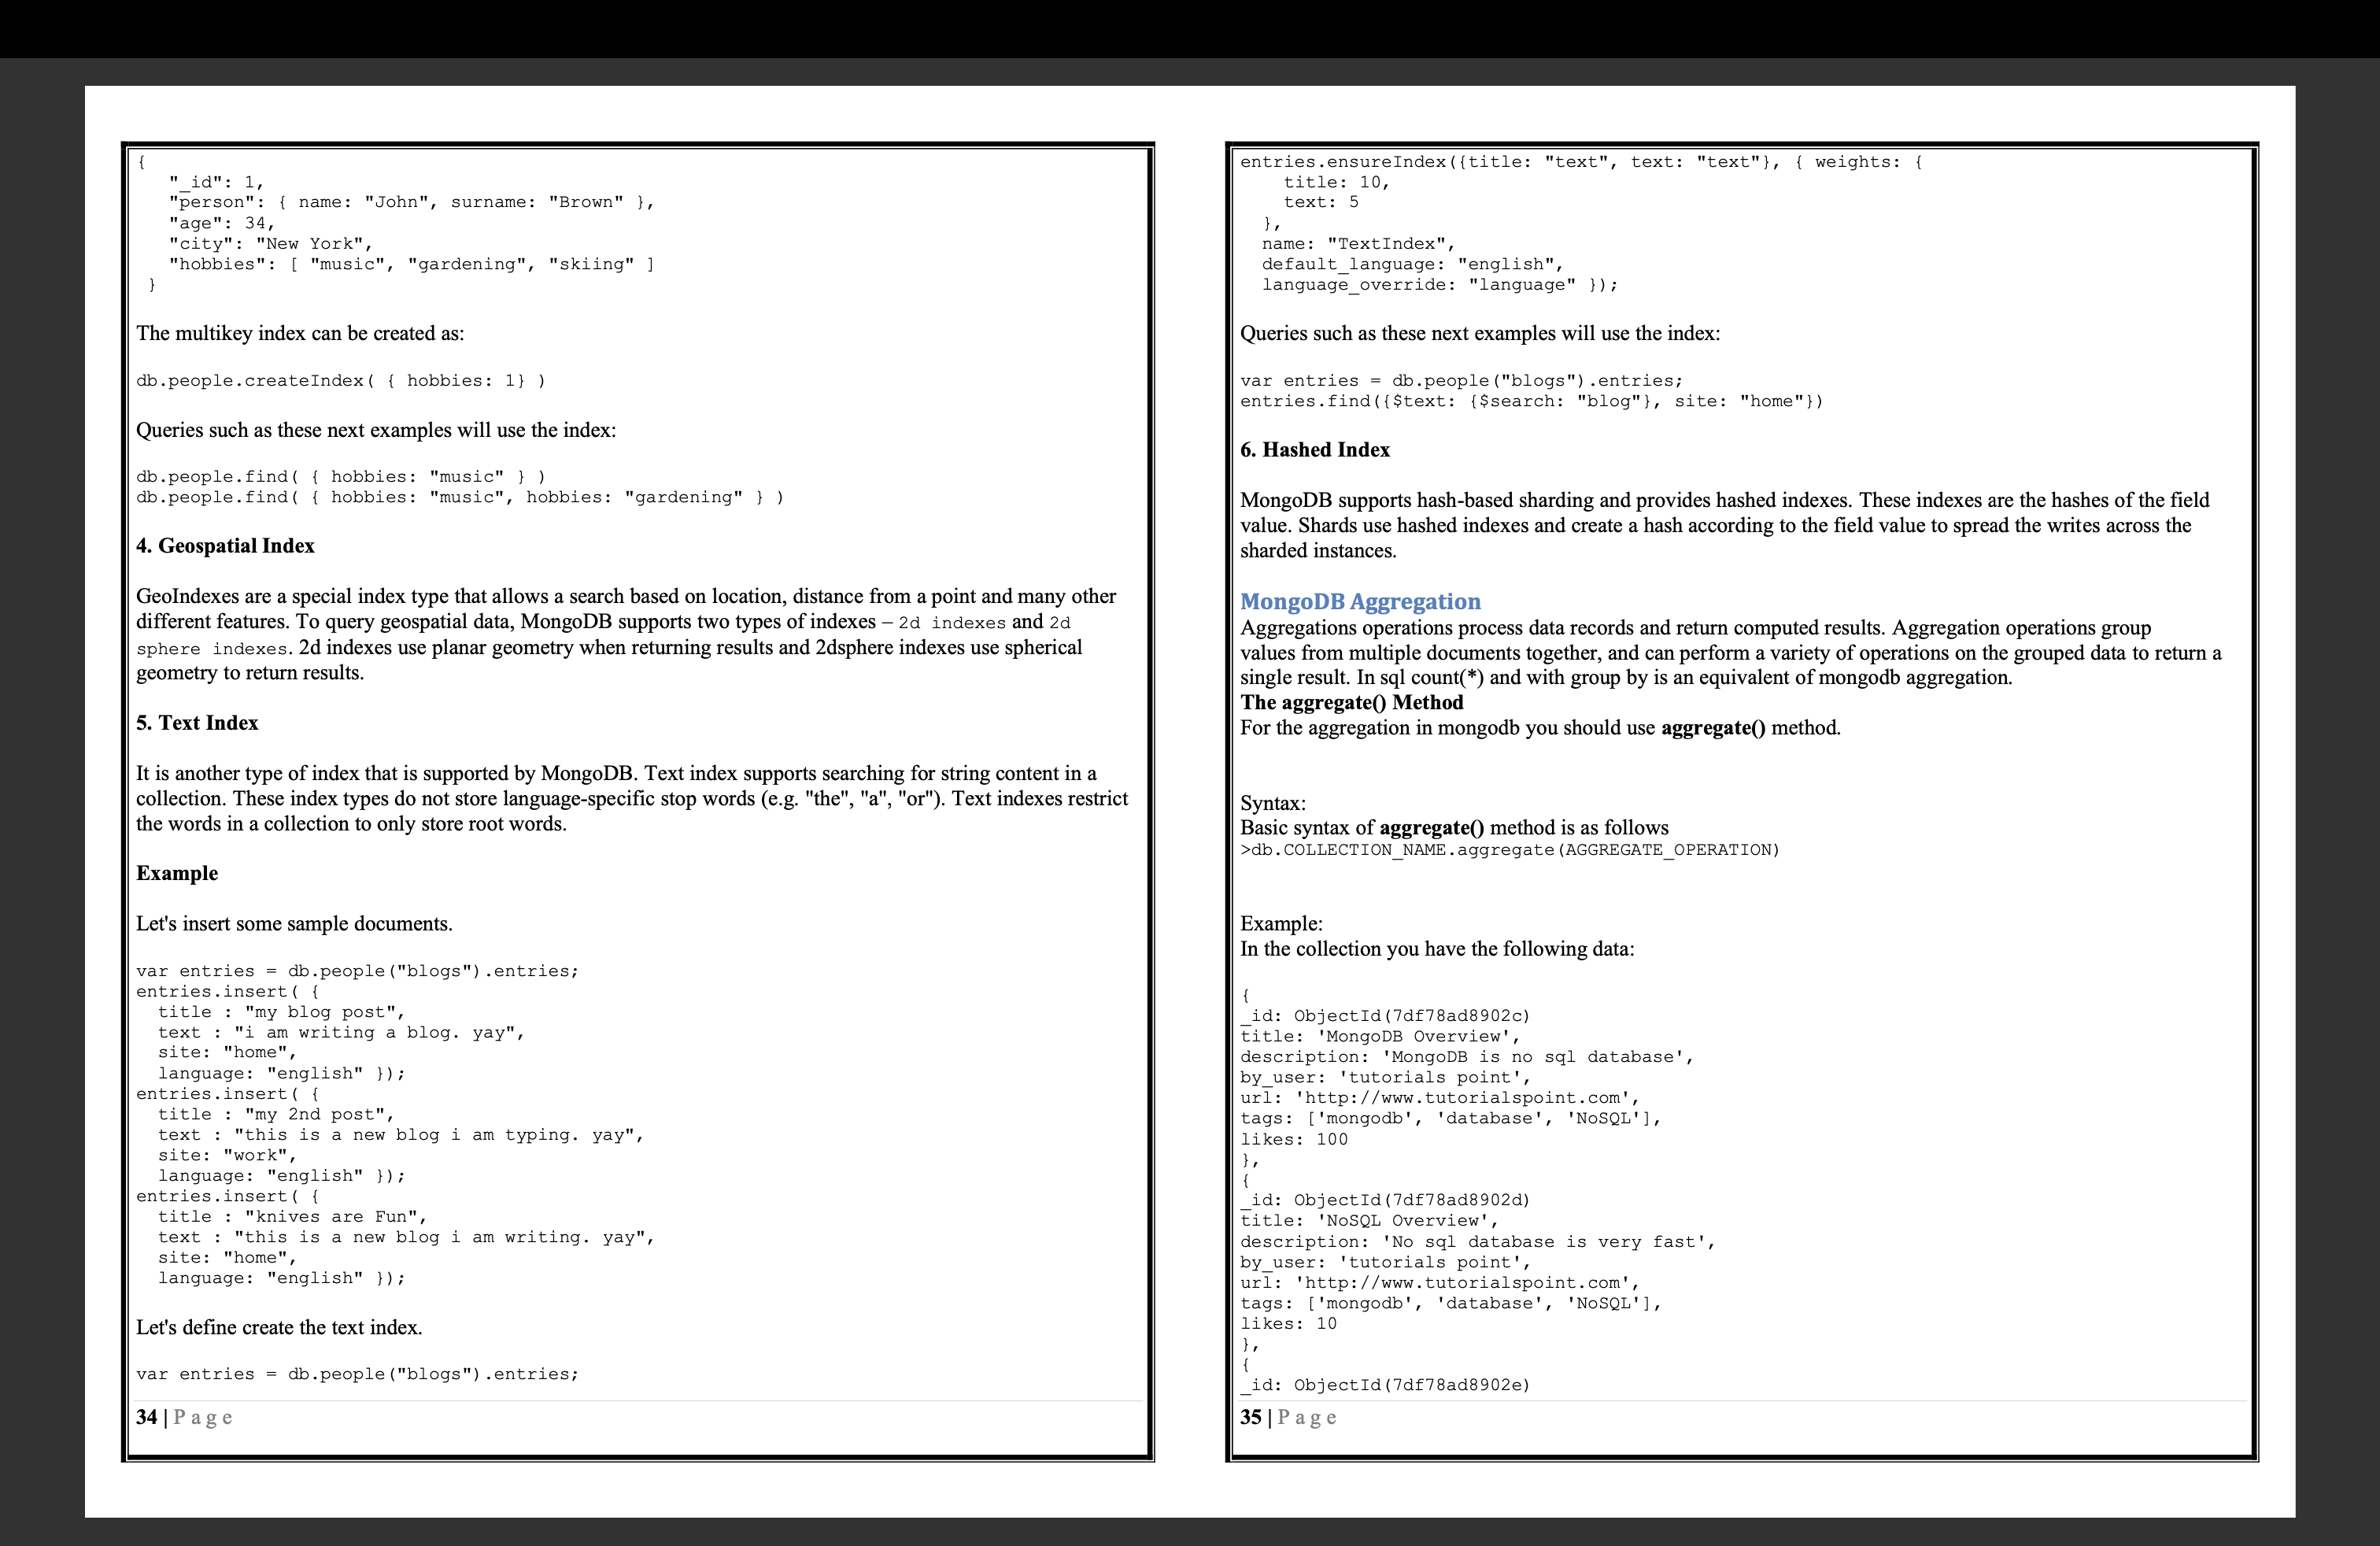 {
   "_id": 1,
   "person": { name: "John", surname: "Brown" },
   "age": 34,
   "city": "New York",
   "hobbies": [ "music", "gardening", "skiing" ]
 }
The multikey index can be created as:
db.people.createIndex( { hobbies: 1} )
Queries such as these next examples will use the index:
db.people.find( { hobbies: "music" } )
db.people.find( { hobbies: "music", hobbies: "gardening" } )
4. Geospatial Index
GeoIndexes are a special index type that allows a search based on location, distance from a point and many other
different features. To query geospatial data, MongoDB supports two types of indexes – 2d indexes and 2d
sphere indexes. 2d indexes use planar geometry when returning results and 2dsphere indexes use spherical
geometry to return results.
5. Text Index
It is another type of index that is supported by MongoDB. Text index supports searching for string content in a
collection. These index types do not store language-specific stop words (e.g. "the", "a", "or"). Text indexes restrict
the words in a collection to only store root words.
Example
Let's insert some sample documents.
var entries = db.people("blogs").entries;
entries.insert( {
  title : "my blog post",
  text : "i am writing a blog. yay",
  site: "home",
  language: "english" });
entries.insert( {
  title : "my 2nd post",
  text : "this is a new blog i am typing. yay",
  site: "work",
  language: "english" });
entries.insert( {
  title : "knives are Fun",
  text : "this is a new blog i am writing. yay",
  site: "home",
  language: "english" });
Let's define create the text index.
var entries = db.people("blogs").entries;
34 | P a g e
entries.ensureIndex({title: "text", text: "text"}, { weights: {
    title: 10,
    text: 5
  },
  name: "TextIndex",
  default_language: "english",
  language_override: "language" });
Queries such as these next examples will use the index:
var entries = db.people("blogs").entries;
entries.find({$text: {$search: "blog"}, site: "home"})
6. Hashed Index
MongoDB supports hash-based sharding and provides hashed indexes. These indexes are the hashes of the field
value. Shards use hashed indexes and create a hash according to the field value to spread the writes across the
sharded instances.
MongoDB Aggregation
Aggregations operations process data records and return computed results. Aggregation operations group
values from multiple documents together, and can perform a variety of operations on the grouped data to return a
single result. In sql count(*) and with group by is an equivalent of mongodb aggregation.
The aggregate() Method
For the aggregation in mongodb you should use aggregate() method.
Syntax:
Basic syntax of aggregate() method is as follows
>db.COLLECTION_NAME.aggregate(AGGREGATE_OPERATION)
Example:
In the collection you have the following data:
{
_id: ObjectId(7df78ad8902c)
title: 'MongoDB Overview',
description: 'MongoDB is no sql database',
by_user: 'tutorials point',
url: 'http://www.tutorialspoint.com',
tags: ['mongodb', 'database', 'NoSQL'],
likes: 100
},
{
_id: ObjectId(7df78ad8902d)
title: 'NoSQL Overview',
description: 'No sql database is very fast',
by_user: 'tutorials point',
url: 'http://www.tutorialspoint.com',
tags: ['mongodb', 'database', 'NoSQL'],
likes: 10
},
{
_id: ObjectId(7df78ad8902e)
35 | P a g e